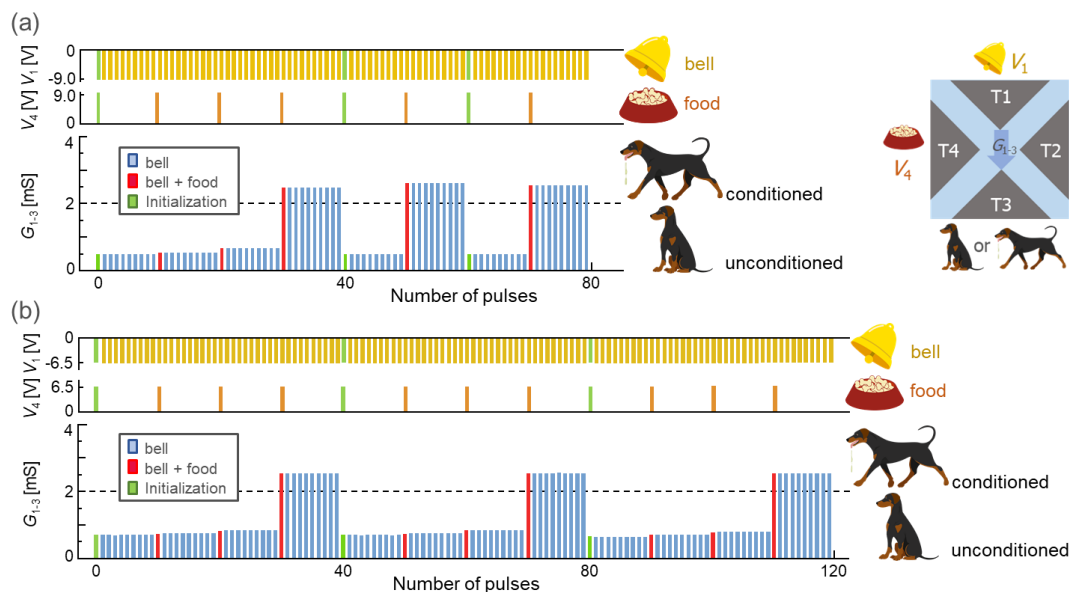 (a)
V1 [V]
0
-9.0
bell
V4 [V]
9.0
0
food
G1-3 [mS]
4
2
0
bell
bell + food
Initialization
conditioned
unconditioned
0
40
80
Number of pulses
V1
T1
T4
G1-3
T2
V4
T3
or
(b)
V1 [V]
0
-6.5
bell
V4 [V]
6.5
0
food
G1-3 [mS]
4
2
0
bell
bell + food
Initialization
conditioned
unconditioned
0
40
80
120
Number of pulses